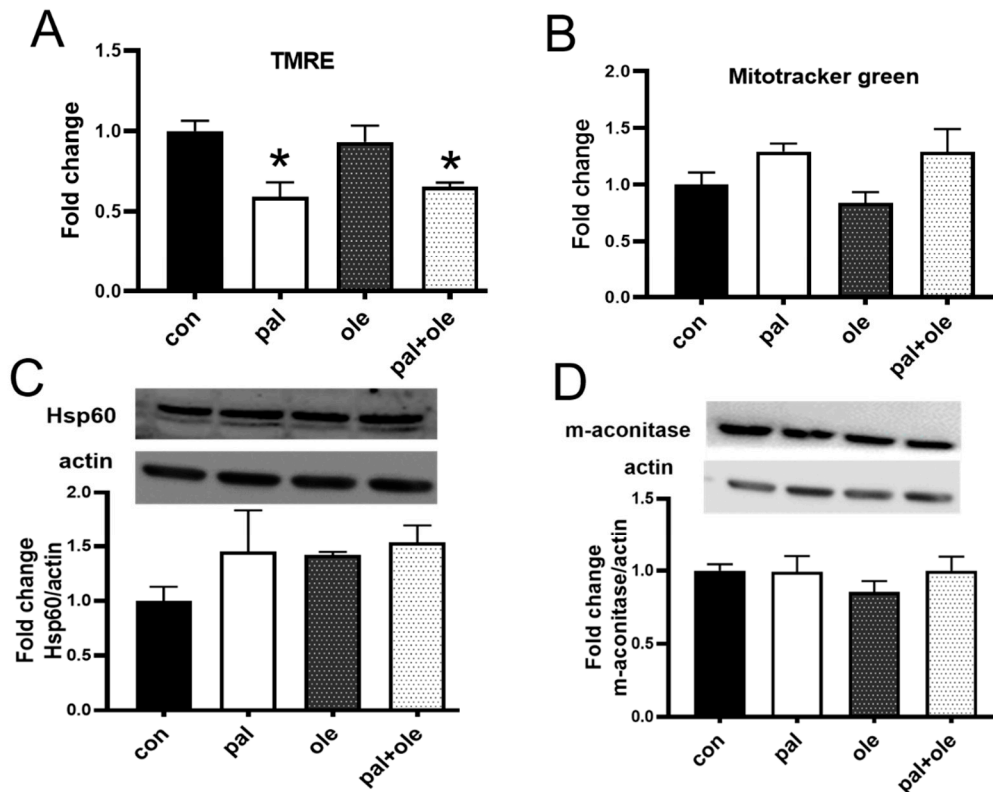 A
TMRE
Fold change
1.5
1.0
0.5
0.0
*
*
con
pal
ole
pal+ole
B
Mitotracker green
Fold change
2.0
1.5
1.0
0.5
0.0
con
pal
ole
pal+ole
C
Hsp60
actin
Fold change
Hsp60/actin
2.0
1.5
1.0
0.5
0.0
con
pal
ole
pal+ole
D
m-aconitase
actin
Fold change
m-aconitase/actin
1.5
1.0
0.5
0.0
con
pal
ole
pal+ole